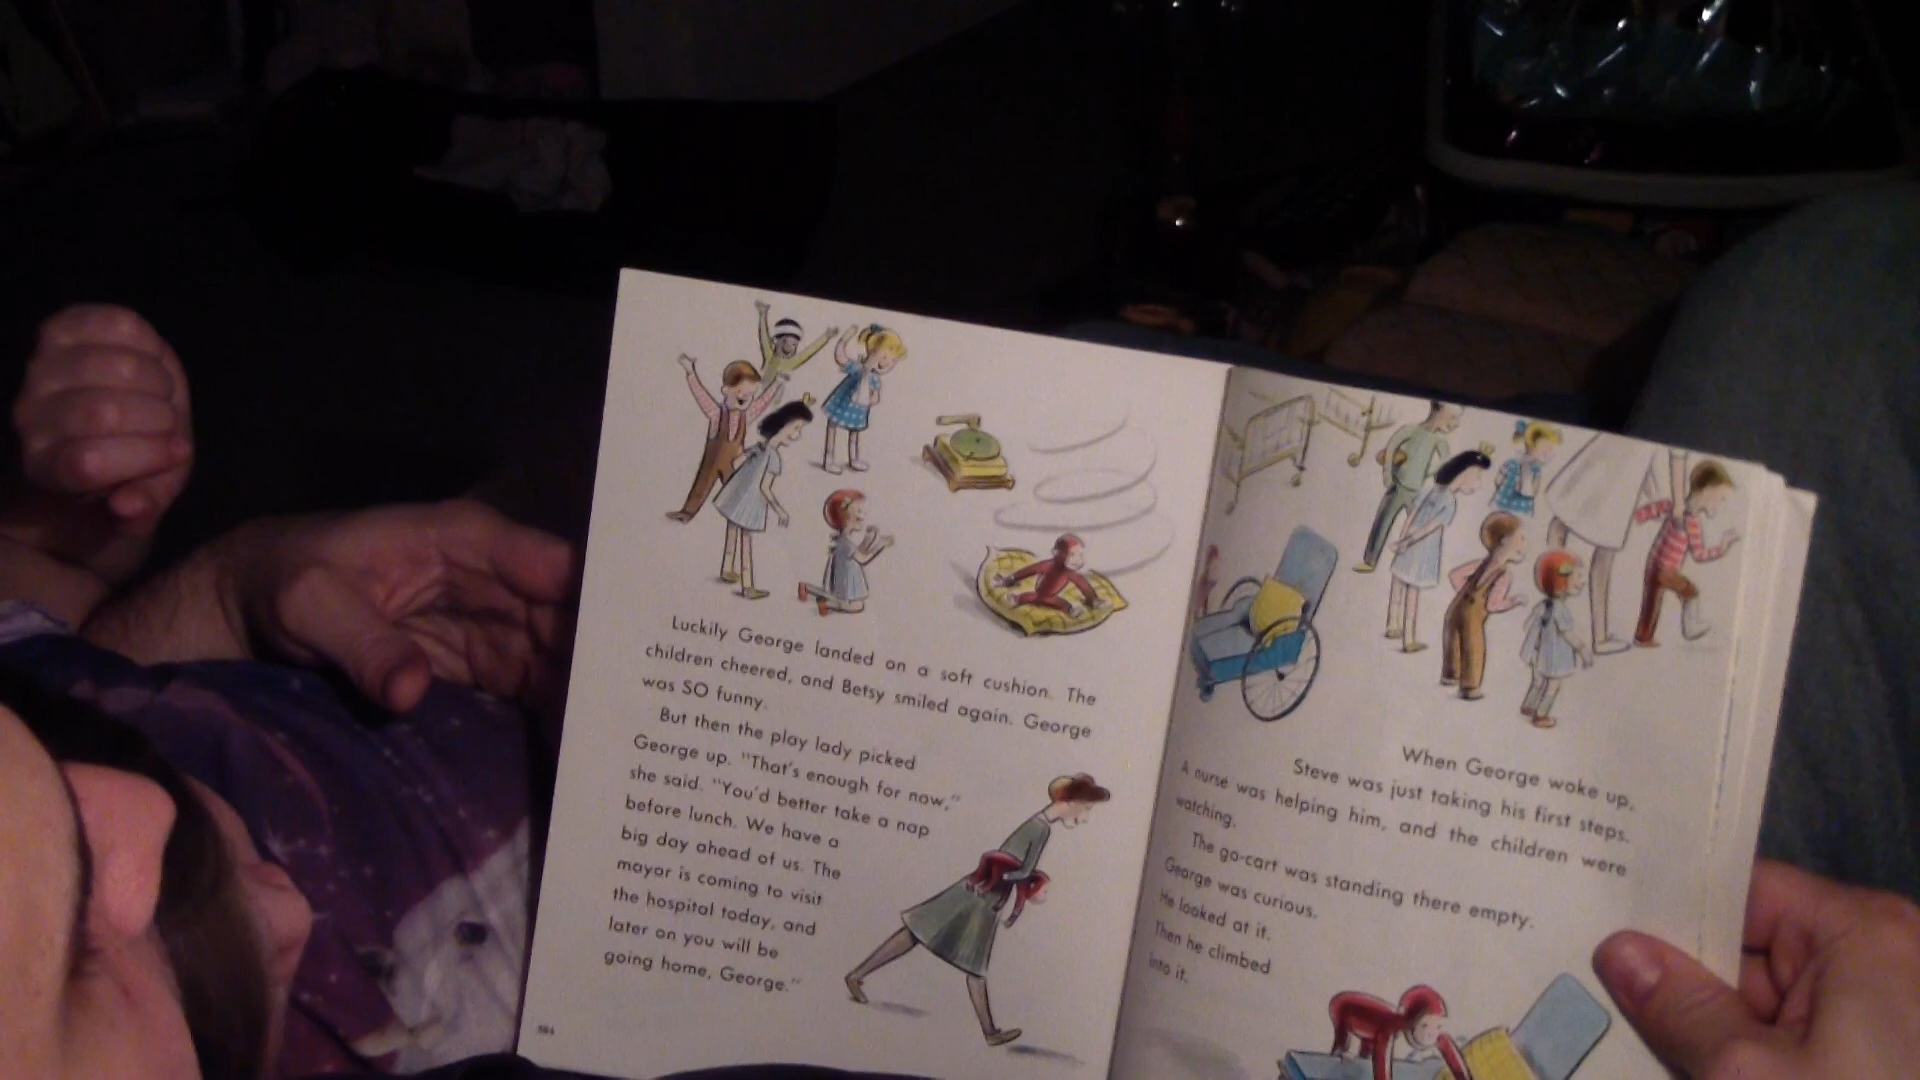 Luckily George landed on a soft cushion. The
children cheered, and Betsy smiled again. George
was SO funny.
But then the play lady picked
George up. "That's enough for now,"
she said. "You'd better take a nap
before lunch. We have a
big day ahead of us. The
mayor is coming to visit
the hospital today, and
later on you will be
going home, George."
When George woke up,
Steve was just taking his first steps.
A nurse was helping him, and the children were
watching.
The go-cart was standing there empty.
George was curious.
He looked at it.
Then he climbed
into it.